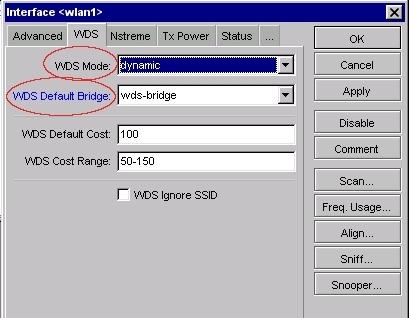 Interface <wlan1>
Advanced WDS Nstreme Tx Power Status ...
OK
WDS Mode: dynamic
Cancel
WDS Default Bridge: wds-bridge
Apply
WDS Default Cost: 100
Disable
WDS Cost Range: 50-150
Comment
WDS Ignore SSID
Scan...
Freq. Usage...
Align...
Sniff...
Snooper...